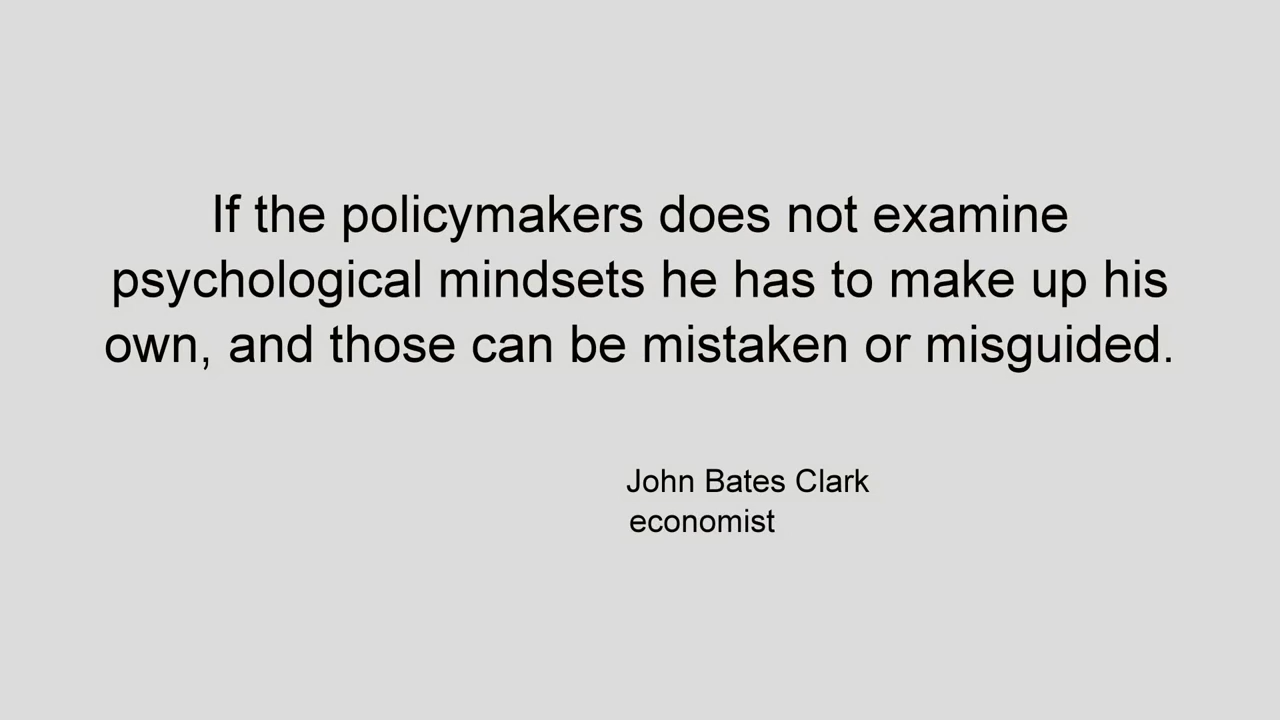 If the policymakers does not examine
psychological mindsets he has to make up his
own, and those can be mistaken or misguided.
John Bates Clark
economist